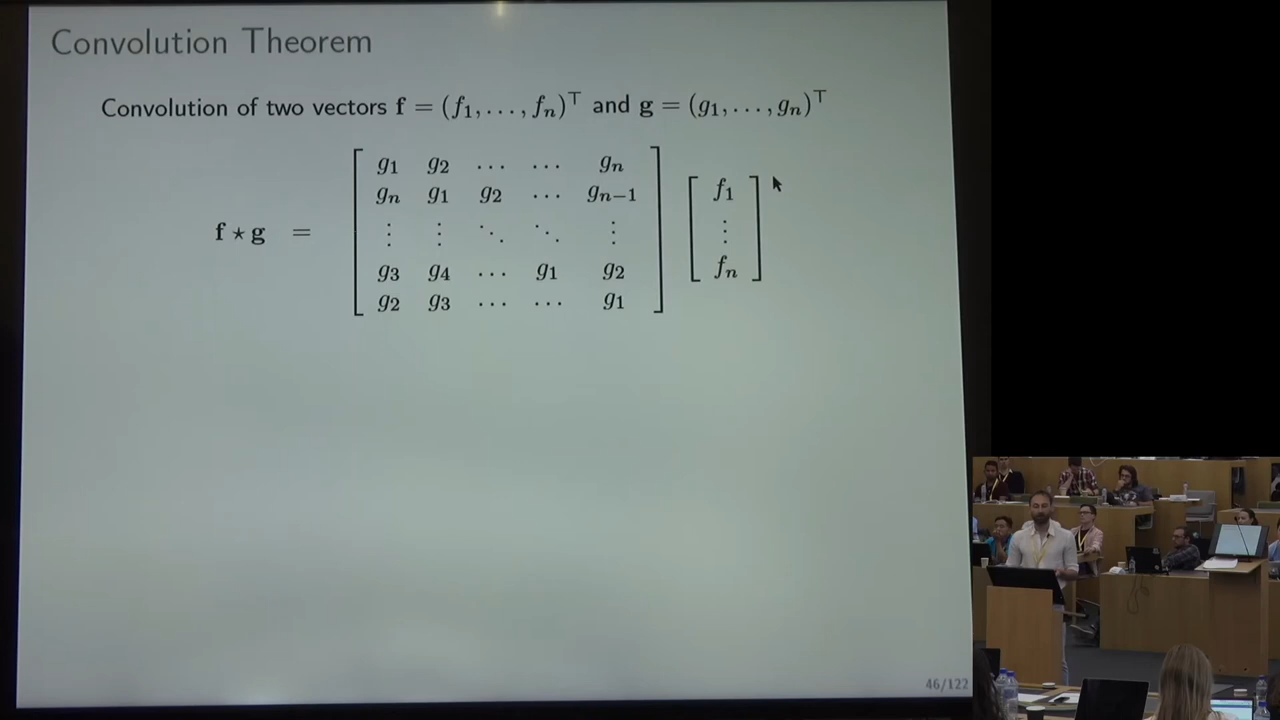 Convolution Theorem
Convolution of two vectors f = (f₁, . . . , fₙ)⊤ and g = (g₁, . . . , gₙ)⊤
g₁ g₂ ⋯ ⋯ gₙ
gₙ g₁ g₂ ⋯ gₙ₋₁
f ⋆ g = [ ⋮ ⋮ ⋱ ⋱ ⋮ ] [ f₁ ⋮ fₙ ]
g₃ g₄ ⋯ g₁ g₂
g₂ g₃ ⋯ ⋯ g₁
46/122